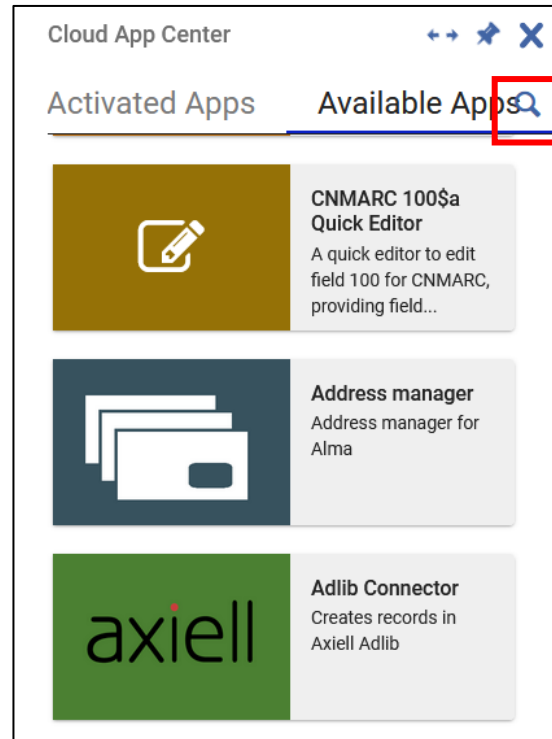 Cloud App Center
Activated Apps
Available Apps
CNMARC 100$a
Quick Editor
A quick editor to edit
field 100 for CNMARC,
providing field...
Address manager
Address manager for
Alma
axiell
Adlib Connector
Creates records in
Axiell Adlib